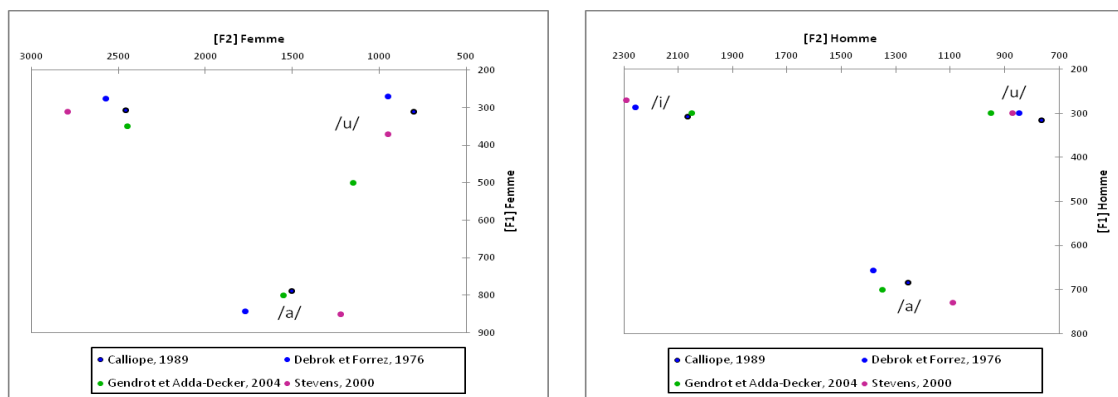 [F2] Femme
3000 2500 2000 1500 1000 500
200
300
400
500
600
700
800
900
[F1] Femme
/u/
/a/
Calliope, 1989
Debrok et Forrez, 1976
Gendrot et Adda-Decker, 2004
Stevens, 2000
[F2] Homme
2300 2100 1900 1700 1500 1300 1100 900 700
200
300
400
500
600
700
800
[F1] Homme
/i/
/u/
/a/
Calliope, 1989
Debrok et Forrez, 1976
Gendrot et Adda-Decker, 2004
Stevens, 2000